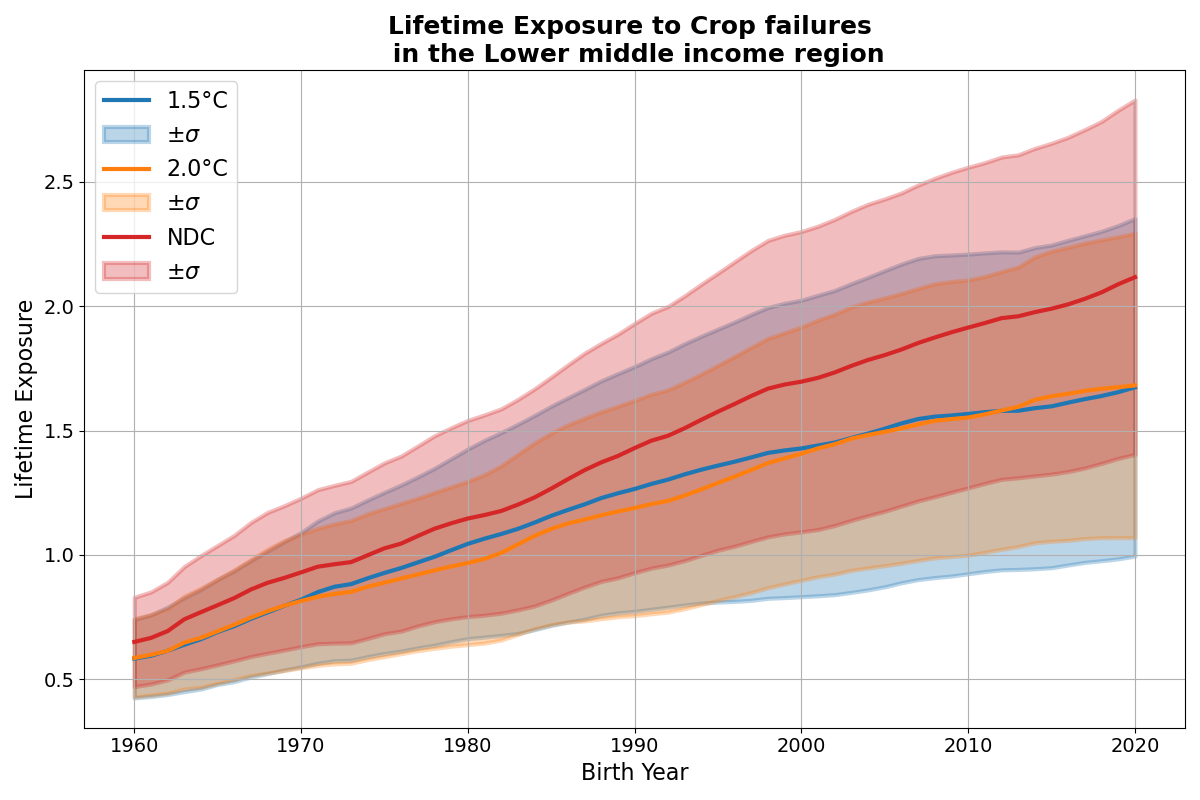 Lifetime Exposure to Crop failures
in the Lower middle income region
1.5°C
±σ
2.0°C
±σ
NDC
±σ
Lifetime Exposure
2.5
2.0
1.5
1.0
0.5
1960 1970 1980 1990 2000 2010 2020
Birth Year